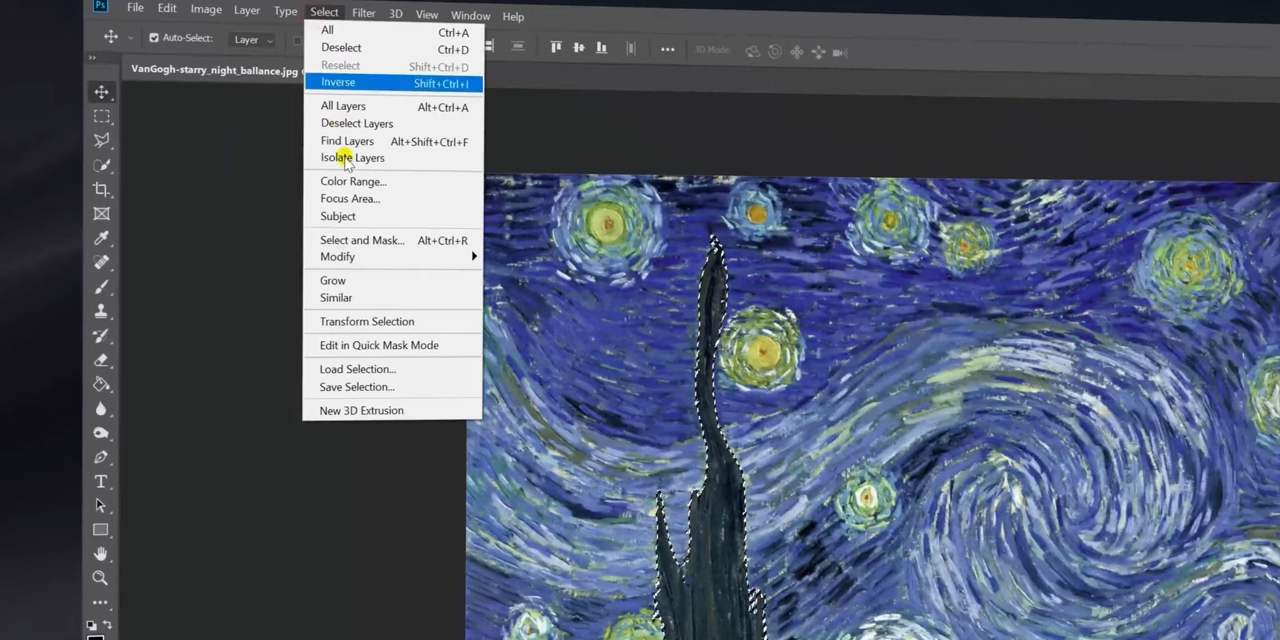 Ps File Edit Image Layer Type Select Filter 3D View Window Help
Auto-Select: Layer 3D Mode:
VanGogh-starry_night_ballance.jpg
All Ctrl+A
Deselect Ctrl+D
Reselect Shift+Ctrl+D
Inverse Shift+Ctrl+I
All Layers Alt+Ctrl+A
Deselect Layers
Find Layers Alt+Shift+Ctrl+F
Isolate Layers
Color Range...
Focus Area...
Subject
Select and Mask... Alt+Ctrl+R
Modify
Grow
Similar
Transform Selection
Edit in Quick Mask Mode
Load Selection...
Save Selection...
New 3D Extrusion